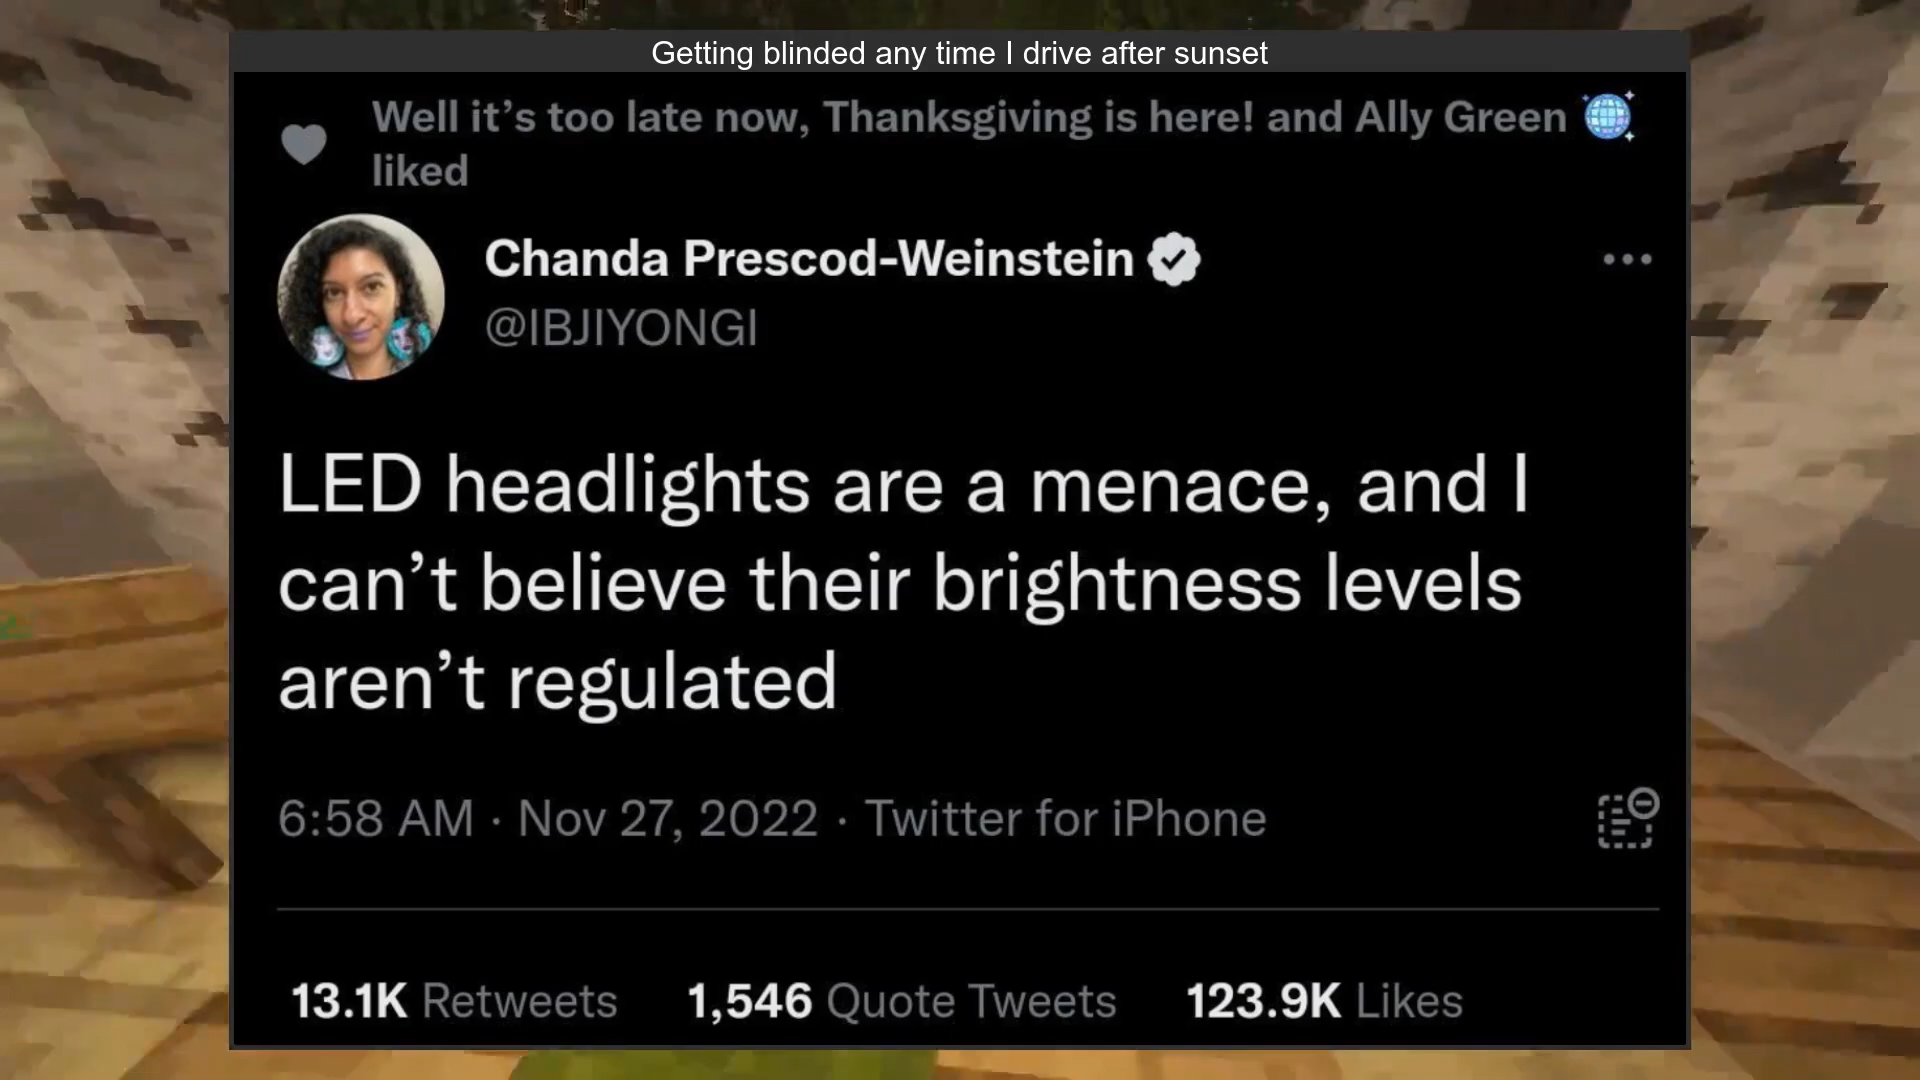 Getting blinded any time I drive after sunset
Well it’s too late now, Thanksgiving is here! and Ally Green
liked
Chanda Prescod-Weinstein
@IBJIYONGI
LED headlights are a menace, and I
can’t believe their brightness levels
aren’t regulated
6:58 AM · Nov 27, 2022 · Twitter for iPhone
13.1K Retweets 1,546 Quote Tweets 123.9K Likes